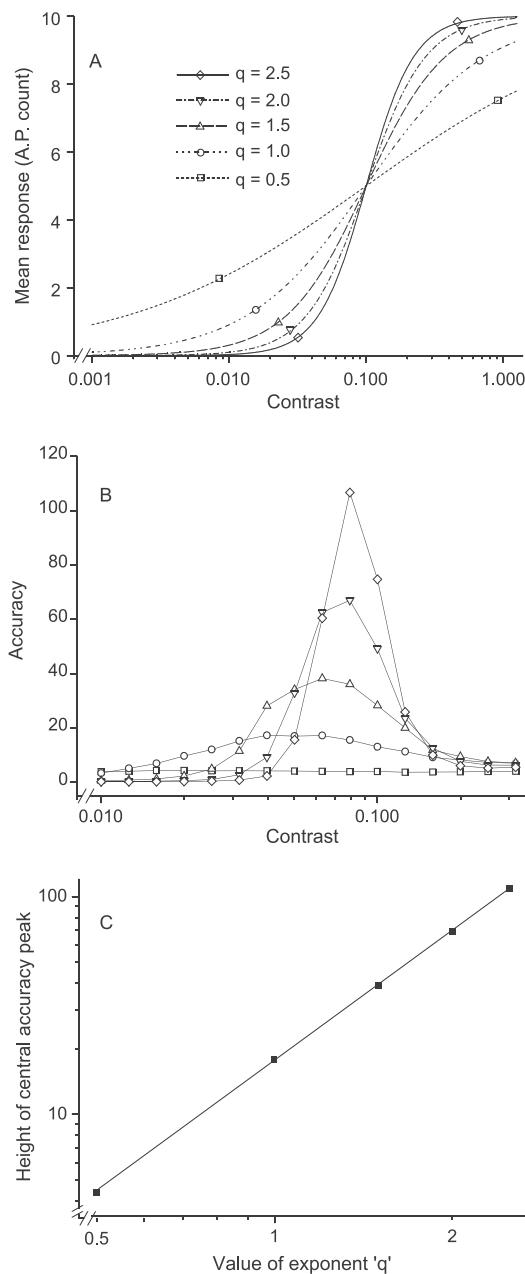 A
Mean response (A.P. count)
10
8
6
4
2
0
q = 2.5
q = 2.0
q = 1.5
q = 1.0
q = 0.5
0.001
0.010
0.100
1.000
Contrast
B
Accuracy
120
100
80
60
40
20
0
0.010
0.100
Contrast
C
Height of central accuracy peak
100
10
0.5
1
2
Value of exponent 'q'